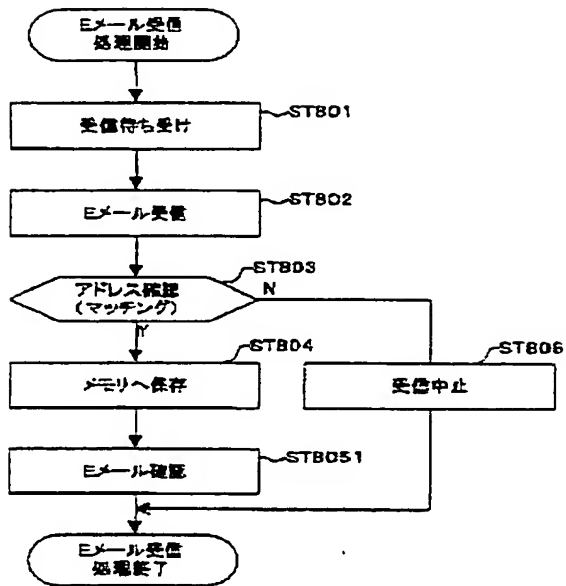 Eメール受信
処理開始
受信待ち受け
ST801
Eメール受信
ST802
アドレス確認
(マッチング)
ST803
N
Y
メモリへ保存
ST804
受信中止
ST806
Eメール確認
ST8051
Eメール受信
処理終了